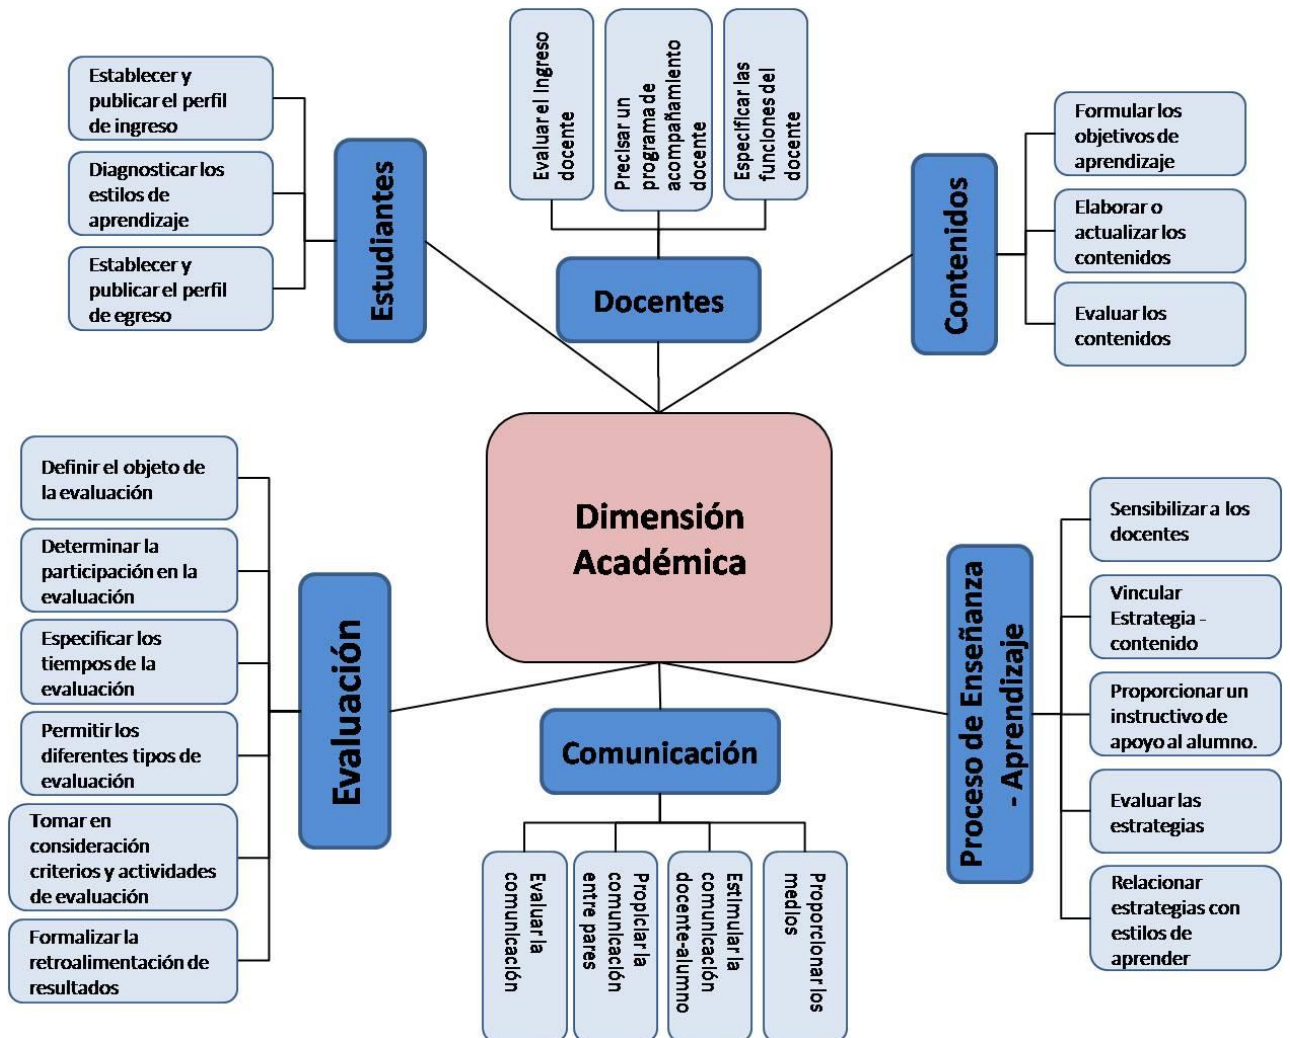 Establecer y
publicar el perfil
de ingreso
Diagnosticar los
estilos de
aprendizaje
Establecer y
publicar el perfil
de egreso
Estudiantes
Evaluar el ingreso
docente
Precisar un
programa de
acompañamiento
docente
Especificar las
funciones del
docente
Docentes
Contenidos
Formular los
objetivos de
aprendizaje
Elaborar o
actualizar los
contenidos
Evaluar los
contenidos
Dimensión
Académica
Definir el objeto de
la evaluación
Determinar la
participación en la
evaluación
Especificar los
tiempos de la
evaluación
Permitir los
diferentes tipos de
evaluación
Tomar en
consideración
criterios y actividades
de evaluación
Formalizar la
retroalimentación de
resultados
Evaluación
Comunicación
Evaluar la
comunicación
Propiciar la
comunicación
entre pares
Estimular la
comunicación
docente-alumno
Proporcionar los
medios
Proceso de Enseñanza
- Aprendizaje
Sensibilizar a los
docentes
Vincular
Estrategia -
contenido
Proporcionar un
instructivo de
apoyo al alumno.
Evaluar las
estrategias
Relacionar
estrategias con
estilos de
aprender